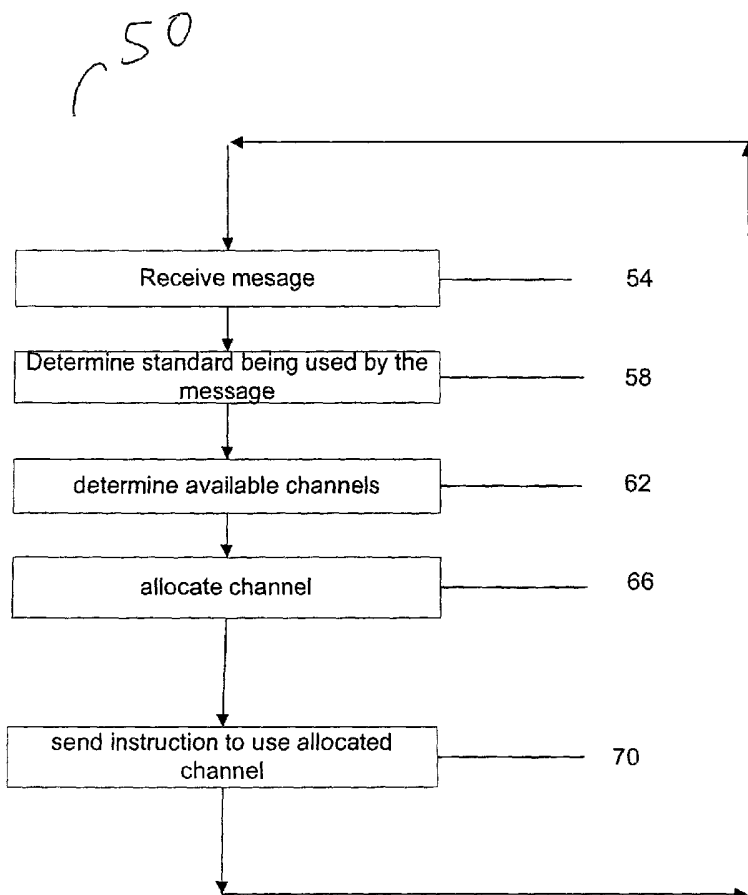 50
Receive mesage
54
Determine standard being used by the
message
58
determine available channels
62
allocate channel
66
send instruction to use allocated
channel
70